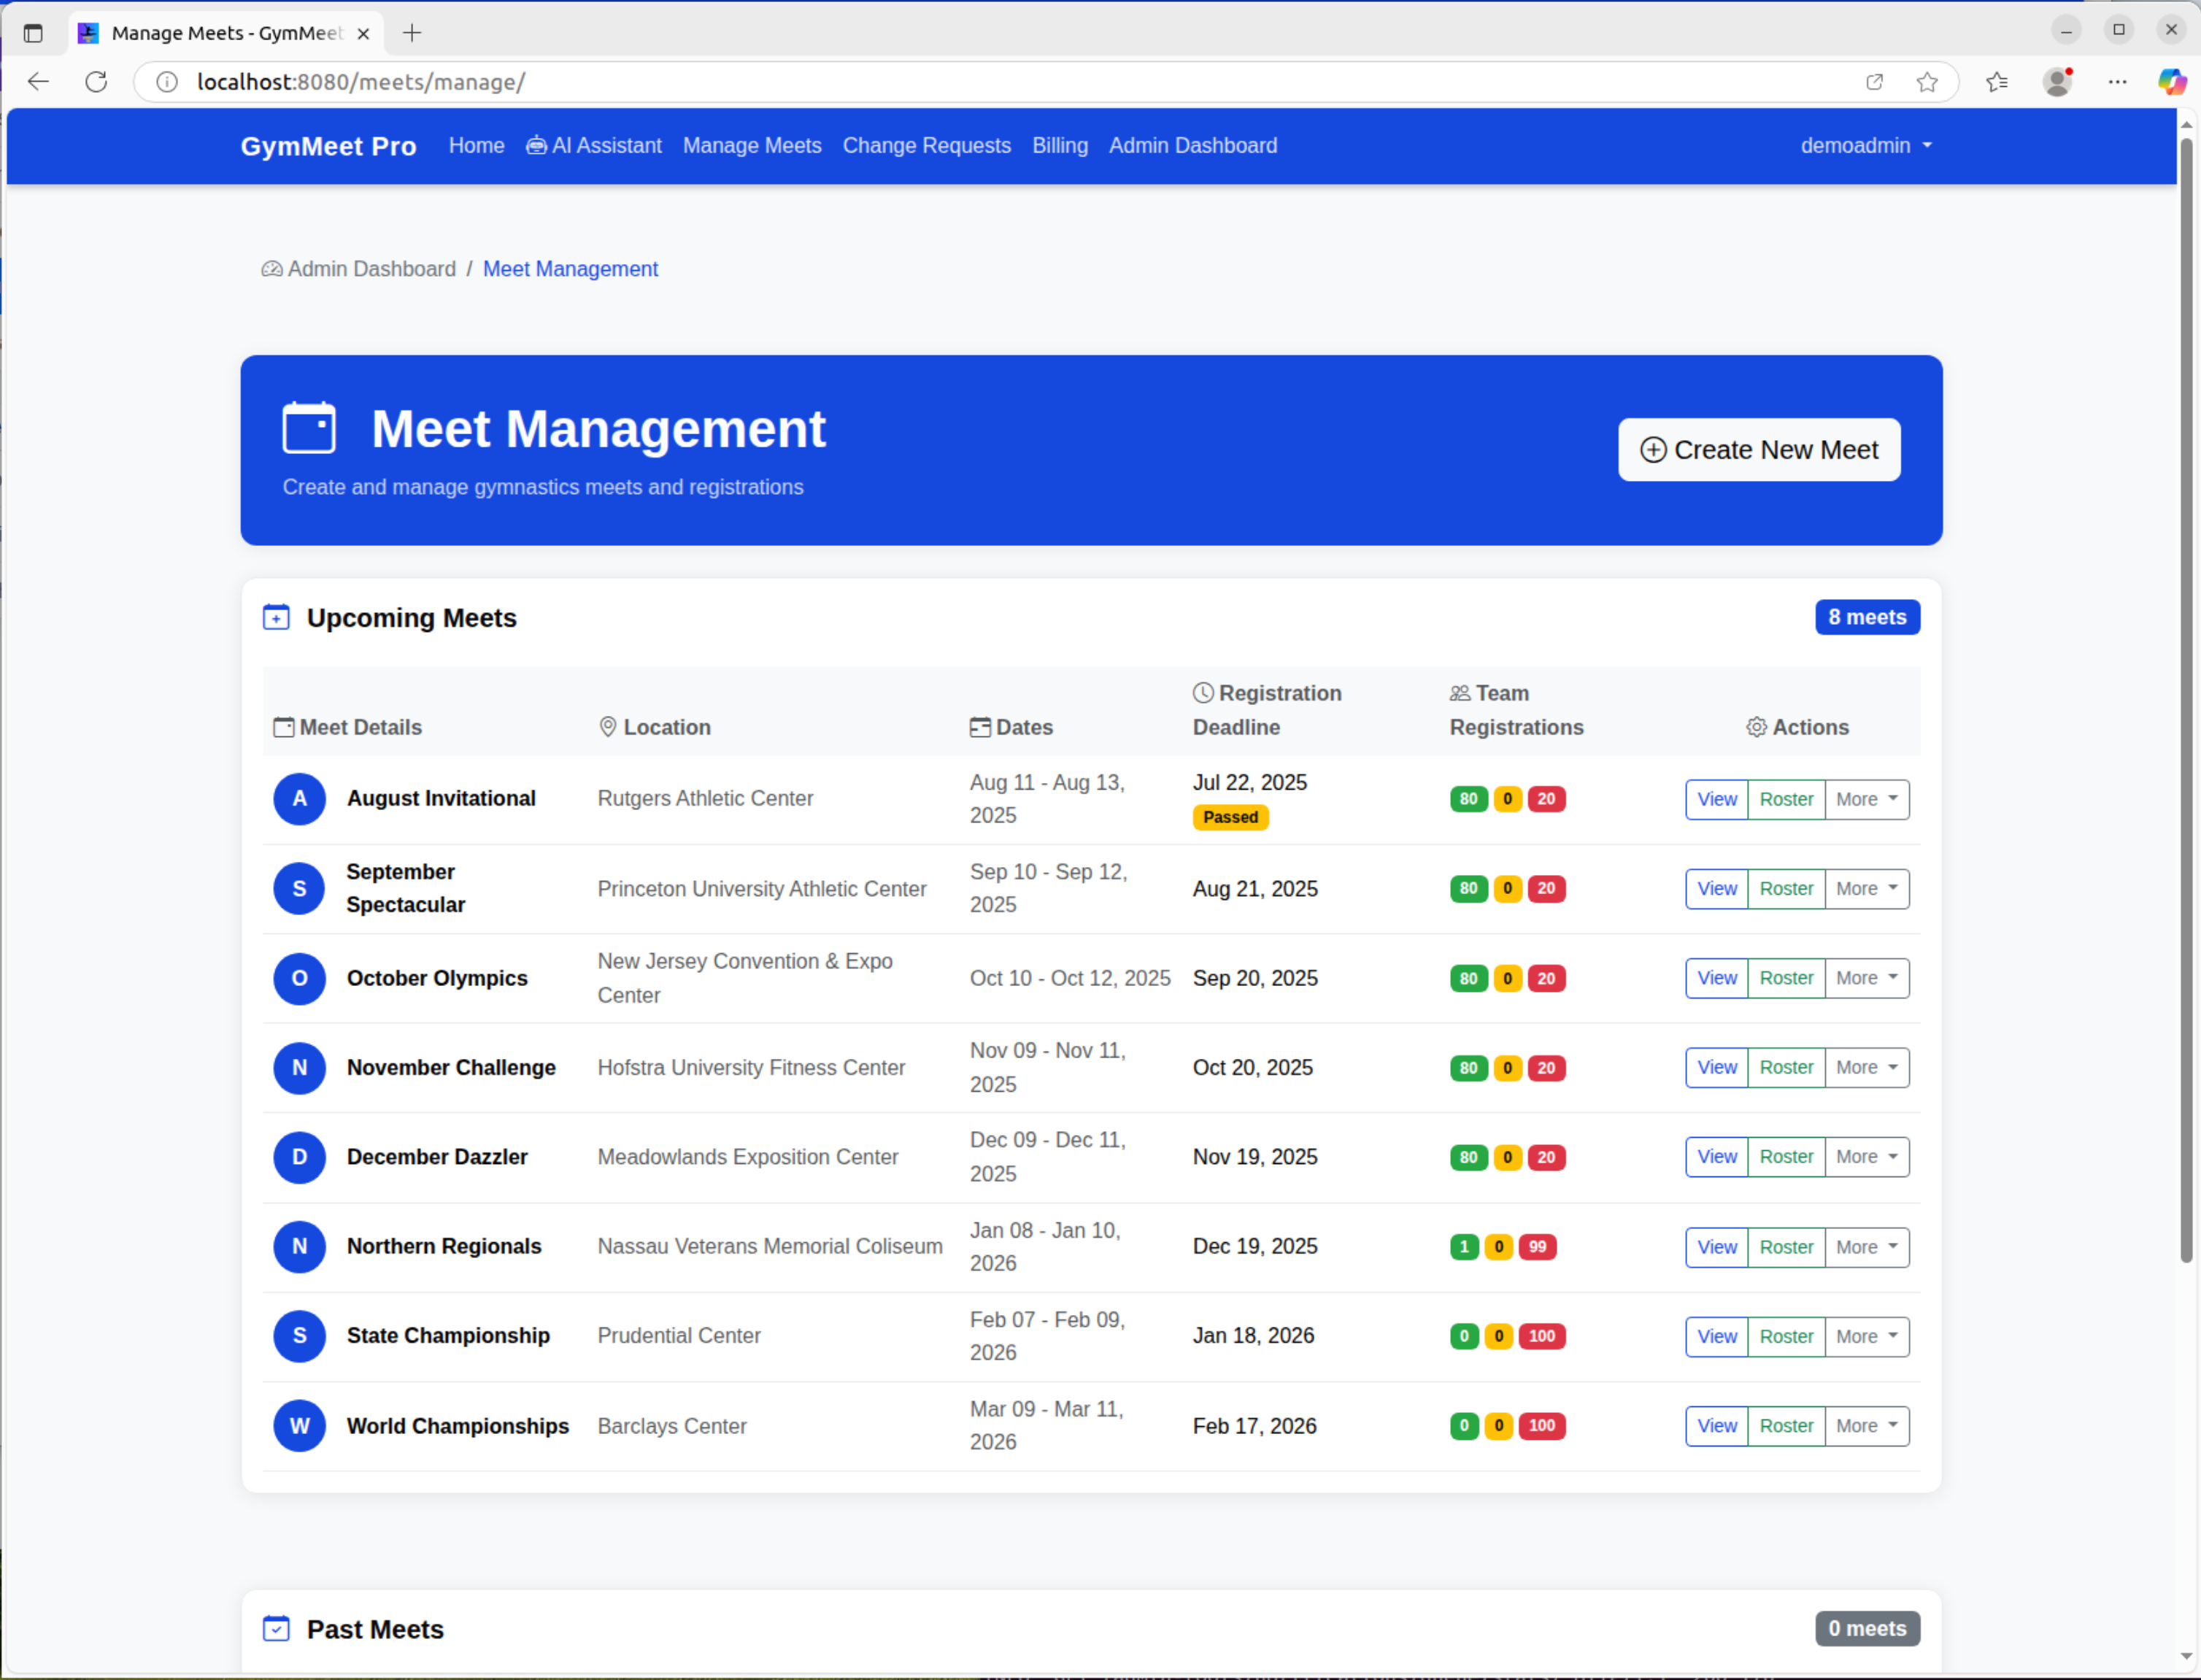 Manage Meets - GymMeet
localhost:8080/meets/manage/
GymMeet Pro Home AI Assistant Manage Meets Change Requests Billing Admin Dashboard demoadmin
Admin Dashboard / Meet Management
Meet Management
Create and manage gymnastics meets and registrations
Create New Meet
Upcoming Meets 8 meets
Meet Details Location Dates Registration Deadline Team Registrations Actions
August Invitational
A
Rutgers Athletic Center
Aug 11 - Aug 13,
2025
Jul 22, 2025
Passed
80 0 20
View Roster More
S
September
Spectacular
Princeton University Athletic Center
Sep 10 - Sep 12,
2025
Aug 21, 2025
80 0 20
View Roster More
O
October Olympics
New Jersey Convention & Expo
Center
Oct 10 - Oct 12, 2025
Sep 20, 2025
80 0 20
View Roster More
N
November Challenge
Hofstra University Fitness Center
Nov 09 - Nov 11,
2025
Oct 20, 2025
80 0 20
View Roster More
D
December Dazzler
Meadowlands Exposition Center
Dec 09 - Dec 11,
2025
Nov 19, 2025
80 0 20
View Roster More
N
Northern Regionals
Nassau Veterans Memorial Coliseum
Jan 08 - Jan 10,
2026
Dec 19, 2025
1 0 99
View Roster More
S
State Championship
Prudential Center
Feb 07 - Feb 09,
2026
Jan 18, 2026
0 0 100
View Roster More
W
World Championships
Barclays Center
Mar 09 - Mar 11,
2026
Feb 17, 2026
0 0 100
View Roster More
Past Meets 0 meets